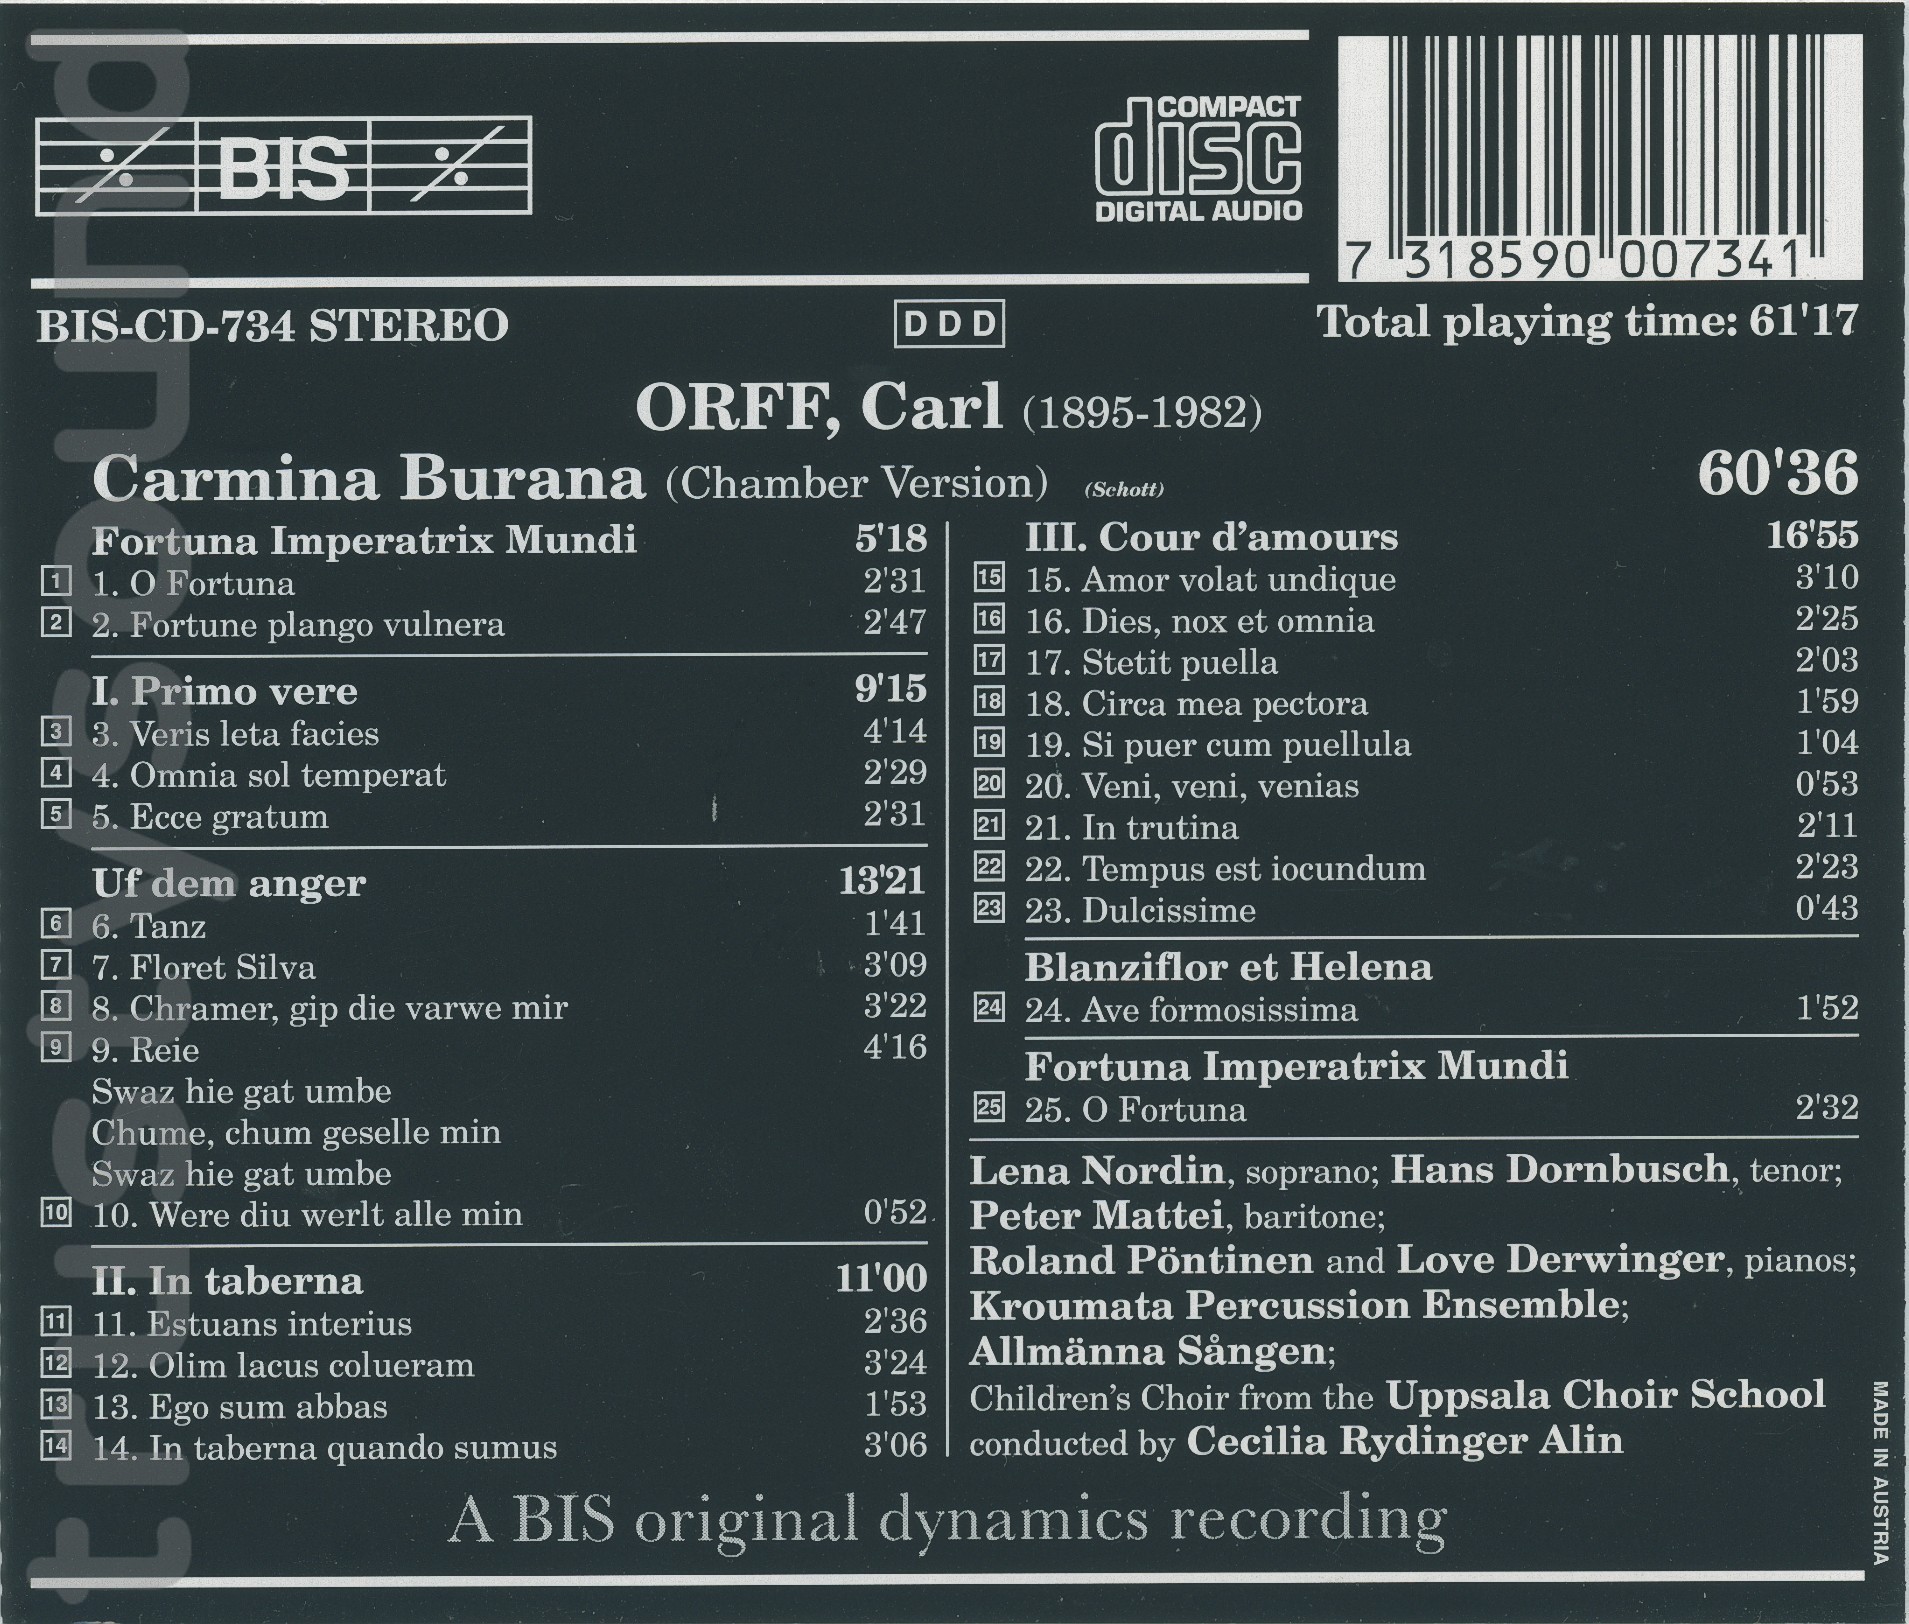 BIS
COMPACT
disc
DIGITAL AUDIO
7 318590 007341
BIS-CD-734 STEREO
DDD
Total playing time: 61'17
ORFF, Carl (1895-1982)
Carmina Burana (Chamber Version) (Schott) 60'36
Fortuna Imperatrix Mundi 5'18
1 1. O Fortuna 2'31
2 2. Fortune plango vulnera 2'47
I. Primo vere 9'15
3 3. Veris leta facies 4'14
4 4. Omnia sol temperat 2'29
5 5. Ecce gratum 2'31
Uf dem anger 13'21
6 6. Tanz 1'41
7 7. Floret Silva 3'09
8 8. Chramer, gip die varwe mir 3'22
9 9. Reie 4'16
Swaz hie gat umbe
Chume, chum geselle min
Swaz hie gat umbe
10 10. Were diu werlt alle min 0'52
II. In taberna 11'00
11 11. Estuans interius 2'36
12 12. Olim lacus colueram 3'24
13 13. Ego sum abbas 1'53
14 14. In taberna quando sumus 3'06
III. Cour d'amours 16'55
15 15. Amor volat undique 3'10
16 16. Dies, nox et omnia 2'25
17 17. Stetit puella 2'03
18 18. Circa mea pectora 1'59
19 19. Si puer cum puellula 1'04
20 20. Veni, veni, venias 0'53
21 21. In trutina 2'11
22 22. Tempus est iocundum 2'23
23 23. Dulcissime 0'43
Blanziflor et Helena
24 24. Ave formosissima 1'52
Fortuna Imperatrix Mundi
25 25. O Fortuna 2'32
Lena Nordin, soprano; Hans Dornbusch, tenor;
Peter Mattei, baritone;
Roland Pöntinen and Love Derwinger, pianos;
Kroumata Percussion Ensemble;
Allmänna Sången;
Children's Choir from the Uppsala Choir School
conducted by Cecilia Rydinger Alin
A BIS original dynamics recording
MADE IN AUSTRIA
trustysound